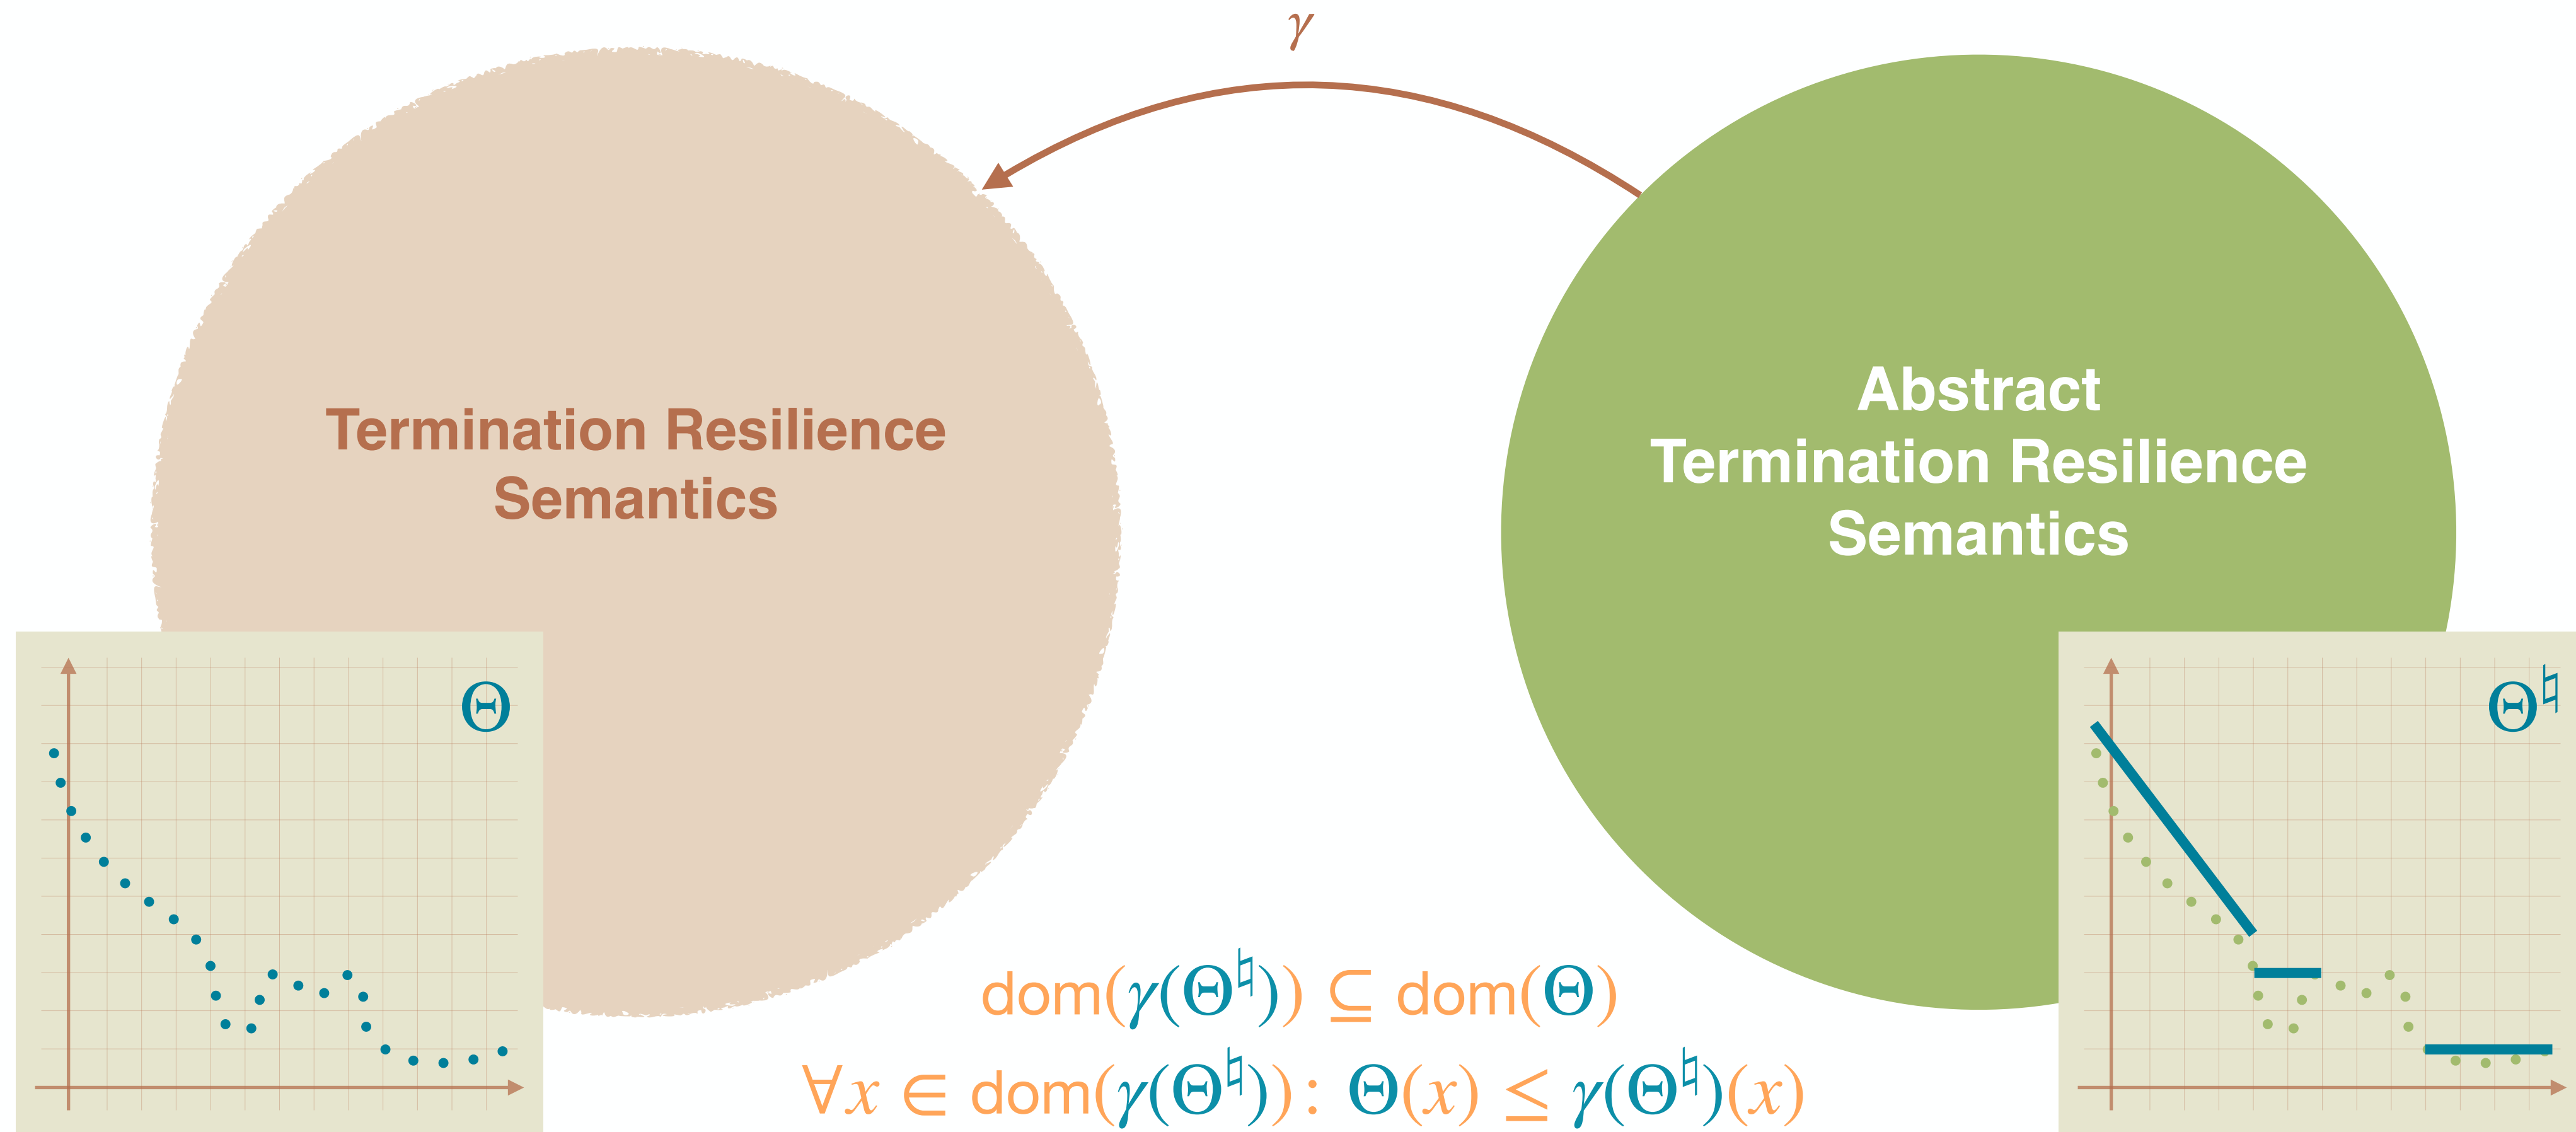 γ
Termination Resilience
Semantics
Abstract
Termination Resilience
Semantics
Θ
Θ♮
dom(γ(Θ♮)) ⊆ dom(Θ)
∀x ∈ dom(γ(Θ♮)): Θ(x) ≤ γ(Θ♮)(x)